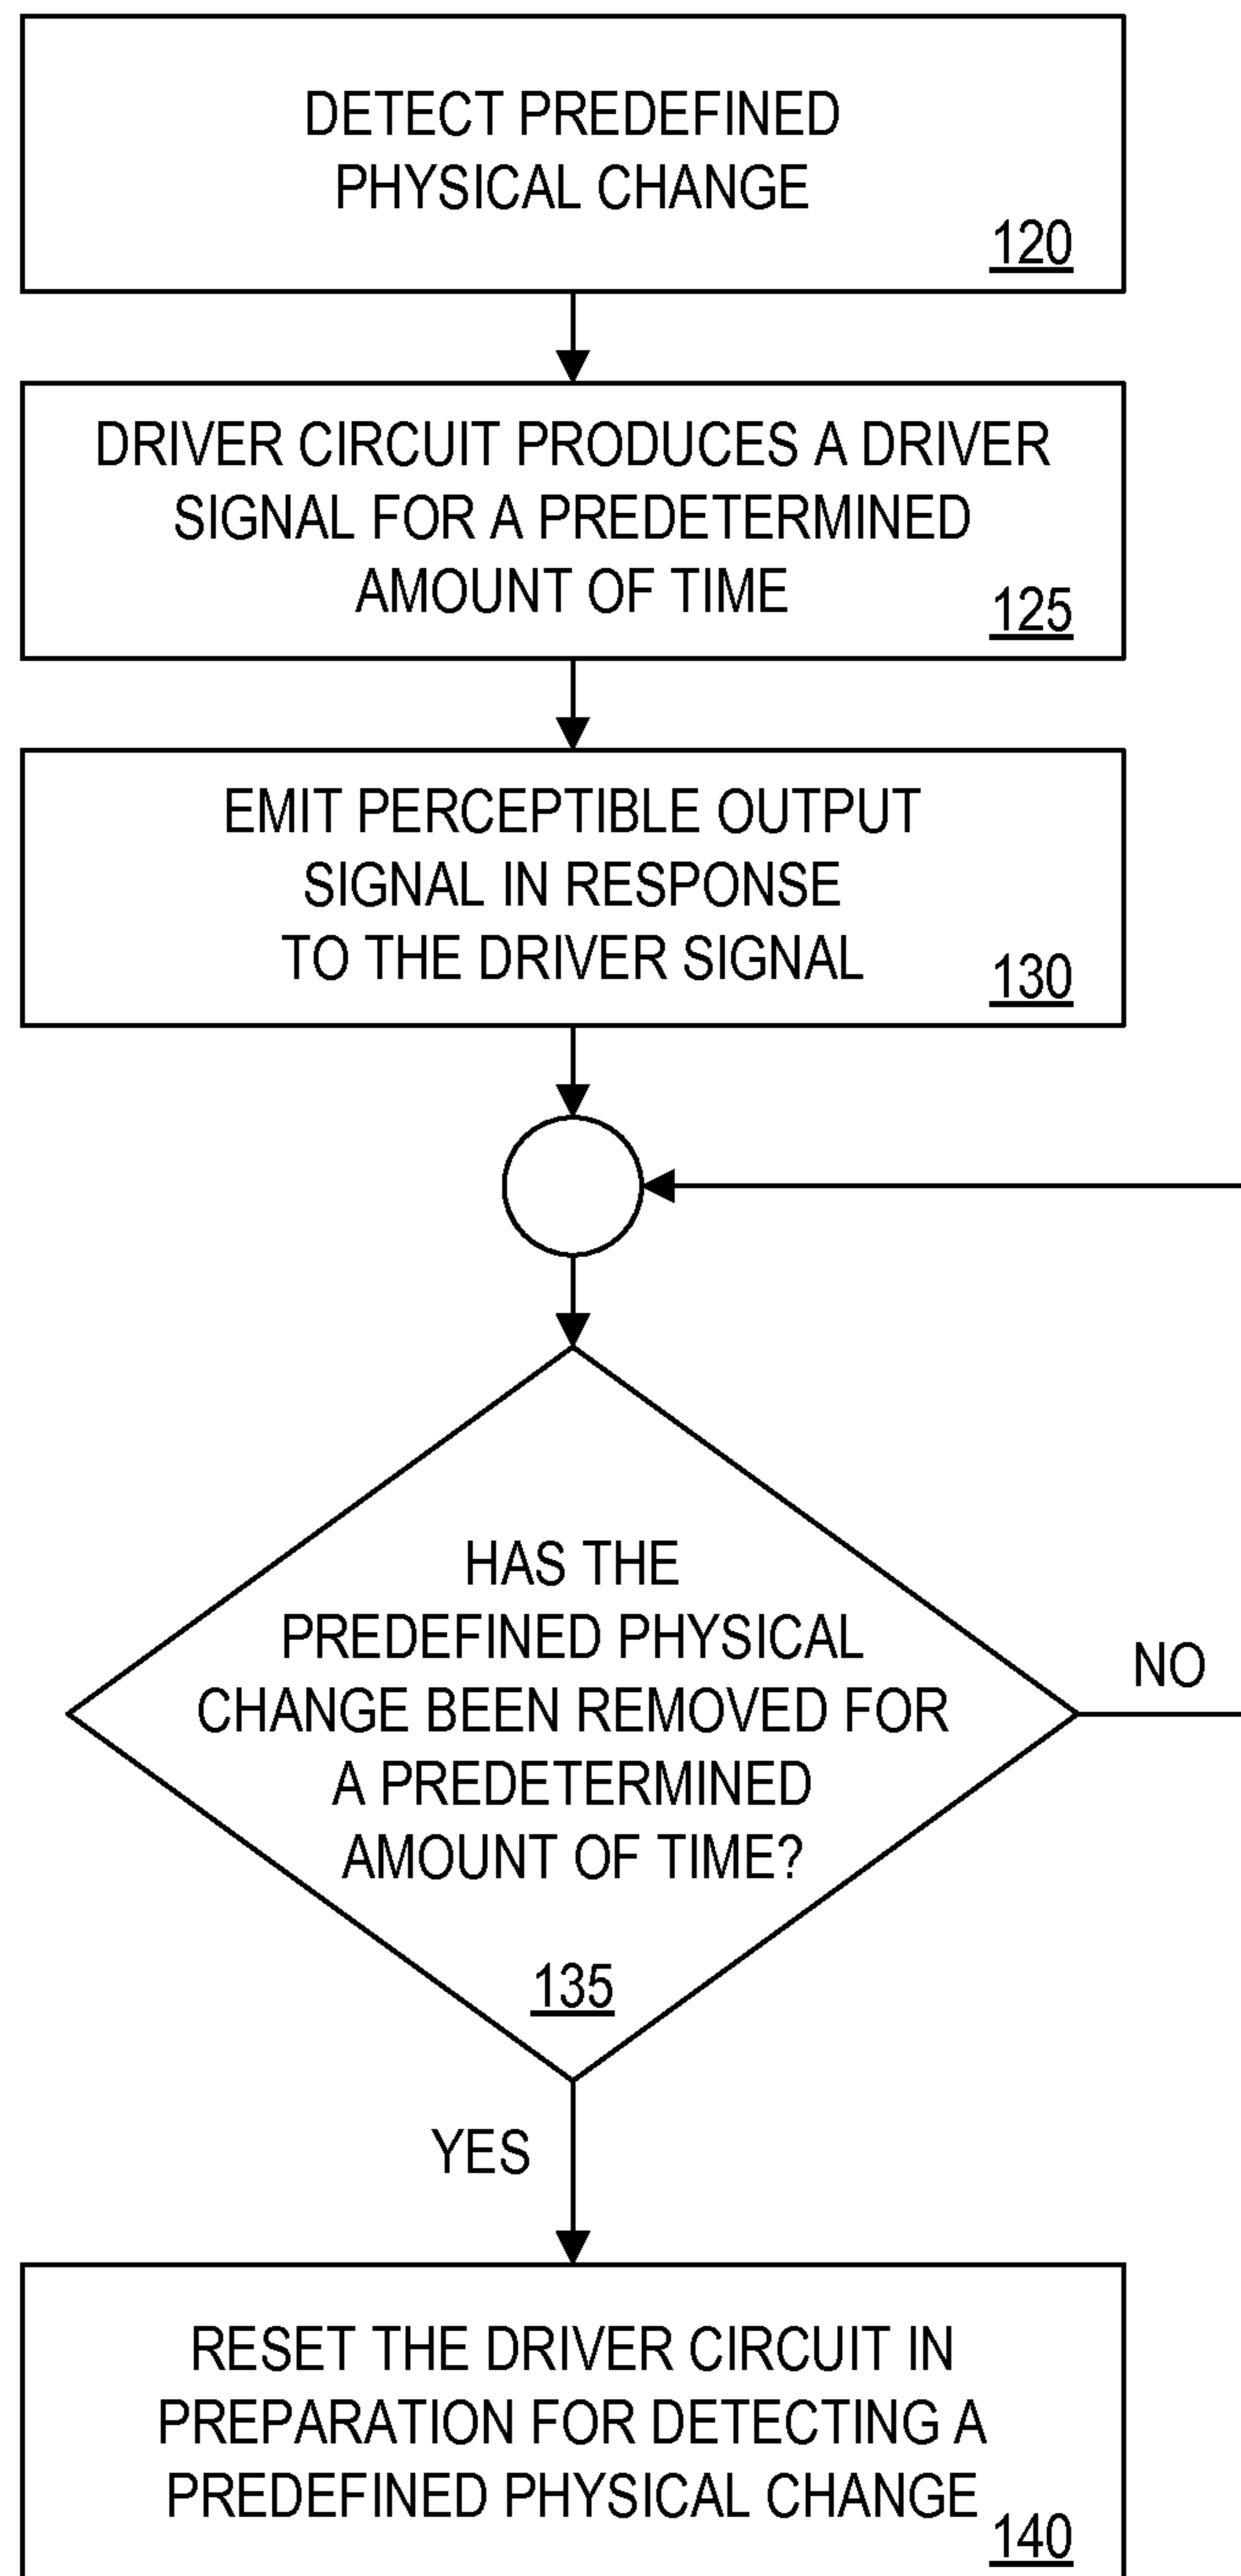 DETECT PREDEFINED
PHYSICAL CHANGE
120
DRIVER CIRCUIT PRODUCES A DRIVER
SIGNAL FOR A PREDETERMINED
AMOUNT OF TIME
125
EMIT PERCEPTIBLE OUTPUT
SIGNAL IN RESPONSE
TO THE DRIVER SIGNAL
130
HAS THE
PREDEFINED PHYSICAL
CHANGE BEEN REMOVED FOR
A PREDETERMINED
AMOUNT OF TIME?
135
NO
YES
RESET THE DRIVER CIRCUIT IN
PREPARATION FOR DETECTING A
PREDEFINED PHYSICAL CHANGE
140